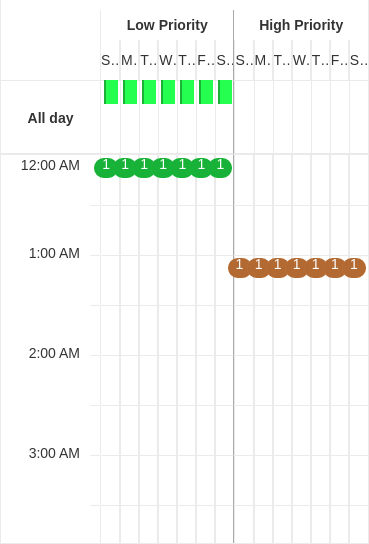 Low Priority High Priority
S.. M. T.. W. T.. F.. S.. S.. M. T.. W. T.. F.. S..
All day
12:00 AM 1 1 1 1 1 1 1
1:00 AM 1 1 1 1 1 1 1
2:00 AM
3:00 AM